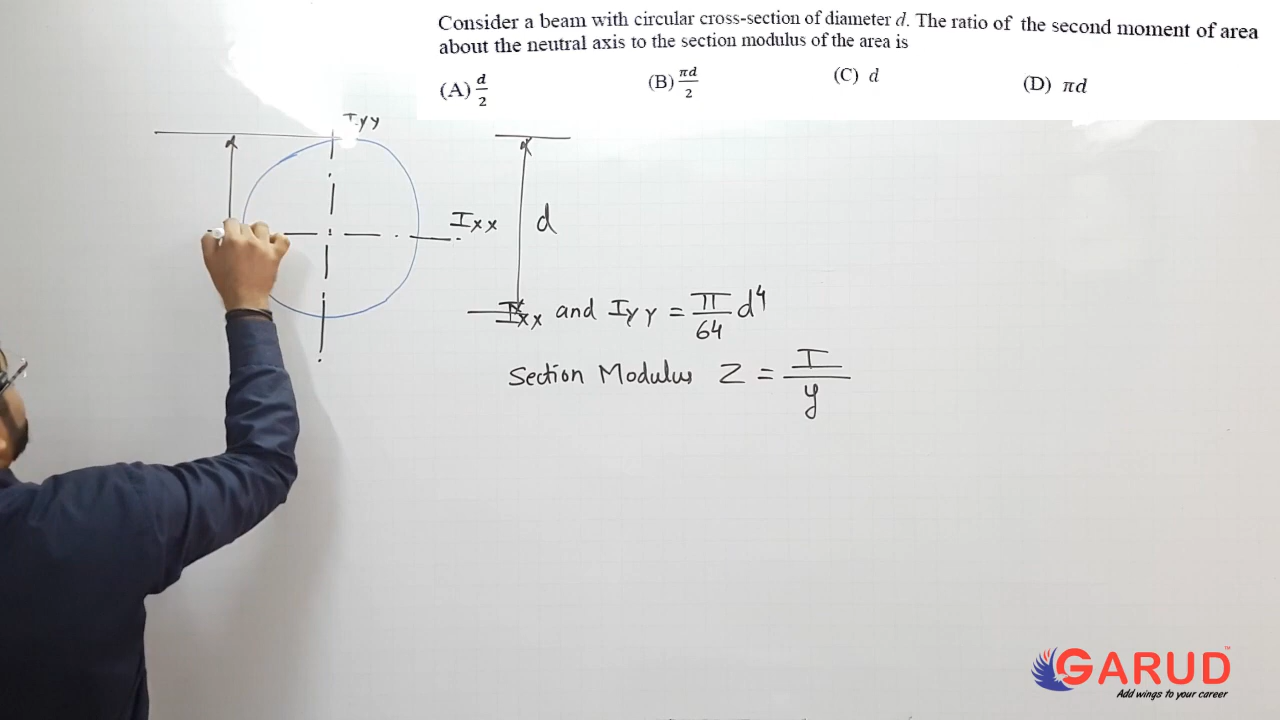 Consider a beam with circular cross-section of diameter d. The ratio of the second moment of area
about the neutral axis to the section modulus of the area is
(A) d/2 (B) πd/2 (C) d (D) πd
Iyy
Ixx d
Ixx and Iyy = π/64 d⁴
Section Modulus Z = I/y
GARUD™
Add wings to your career